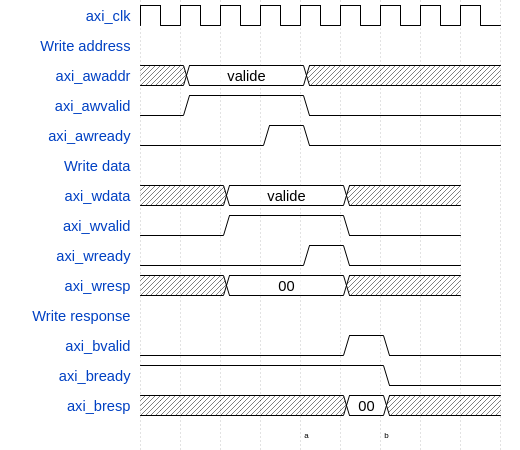 axi_clk
Write address
axi_awaddr valide
axi_awvalid
axi_awready
Write data
axi_wdata valide
axi_wvalid
axi_wready
axi_wresp 00
Write response
axi_bvalid
axi_bready
axi_bresp 00
a b